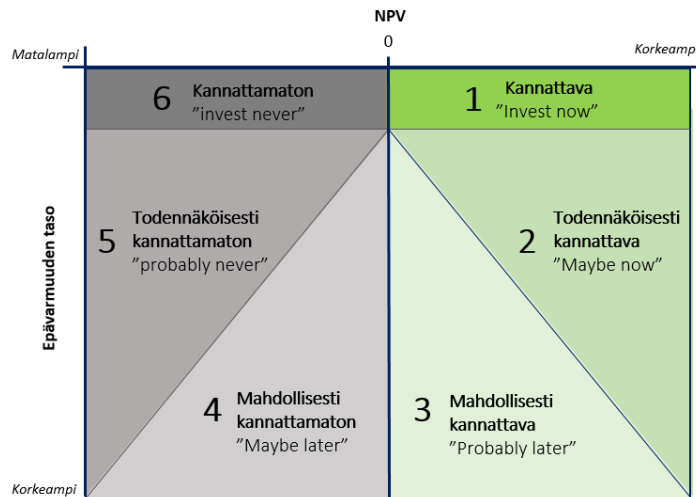 NPV
Matalampi
0
Korkeamp
6
Kannattamaton
”invest never”
1
Kannattava
”Invest now”
Epävarmuuden taso
5
Todennäköisesti
kannattamaton
”probably never”
2
Todennäköisesti
kannattava
”Maybe now”
4
Mahdollisesti
kannattamaton
”Maybe later”
3
Mahdollisesti
kannattava
”Probably later”
Korkeampi